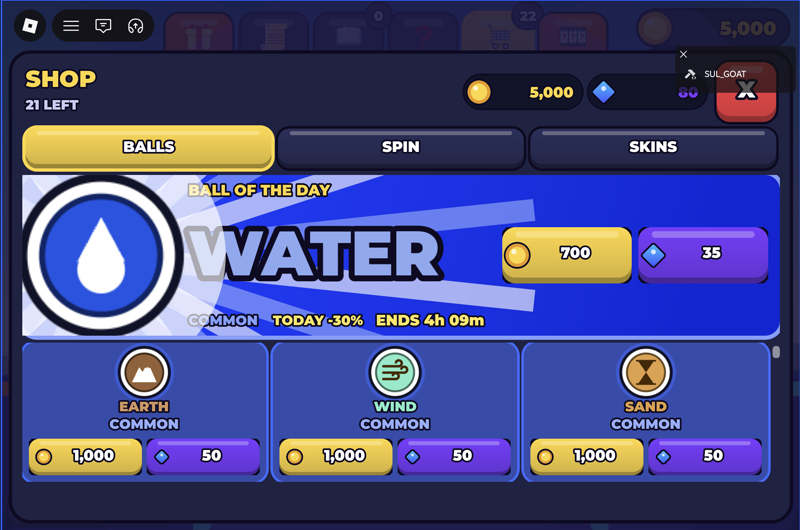 0
22
5,000
SUL_GOAT
SHOP
21 LEFT
5,000
80
X
BALLS
SPIN
SKINS
BALL OF THE DAY
WATER
700
35
COMMON TODAY -30% ENDS 4h 09m
EARTH
COMMON
1,000
50
WIND
COMMON
1,000
50
SAND
COMMON
1,000
50